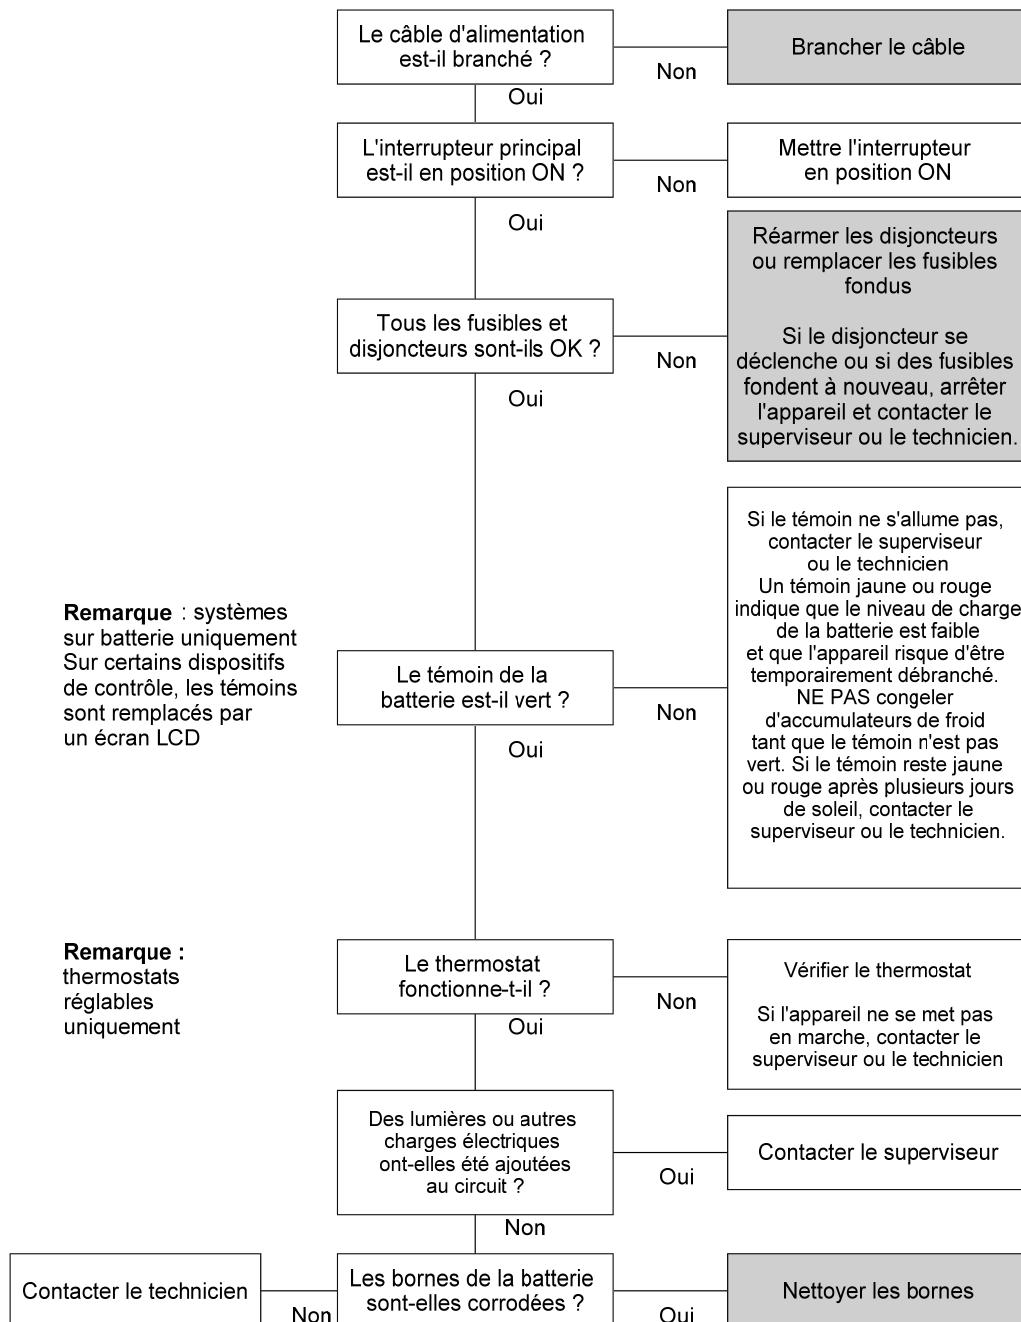 Le câble d'alimentation
est-il branché ?
Non
Brancher le câble
Oui
L'interrupteur principal
est-il en position ON ?
Non
Mettre l'interrupteur
en position ON
Oui
Tous les fusibles et
disjoncteurs sont-ils OK ?
Non
Réarmer les disjoncteurs
ou remplacer les fusibles
fondus
Si le disjoncteur se
déclenche ou si des fusibles
fondent à nouveau, arrêter
l'appareil et contacter le
superviseur ou le technicien.
Oui
Remarque : systèmes
sur batterie uniquement
Sur certains dispositifs
de contrôle, les témoins
sont remplacés par
un écran LCD
Le témoin de la
batterie est-il vert ?
Non
Si le témoin ne s'allume pas,
contacter le superviseur
ou le technicien
Un témoin jaune ou rouge
indique que le niveau de charge
de la batterie est faible
et que l'appareil risque d'être
temporairement débranché.
NE PAS congeler
d'accumulateurs de froid
tant que le témoin n'est pas
vert. Si le témoin reste jaune
ou rouge après plusieurs jours
de soleil, contacter le
superviseur ou le technicien.
Oui
Remarque :
thermostats
réglables
uniquement
Le thermostat
fonctionne-t-il ?
Non
Vérifier le thermostat
Si l'appareil ne se met pas
en marche, contacter le
superviseur ou le technicien
Oui
Des lumières ou autres
charges électriques
ont-elles été ajoutées
au circuit ?
Oui
Contacter le superviseur
Non
Les bornes de la batterie
sont-elles corrodées ?
Non
Contacter le technicien
Oui
Nettoyer les bornes